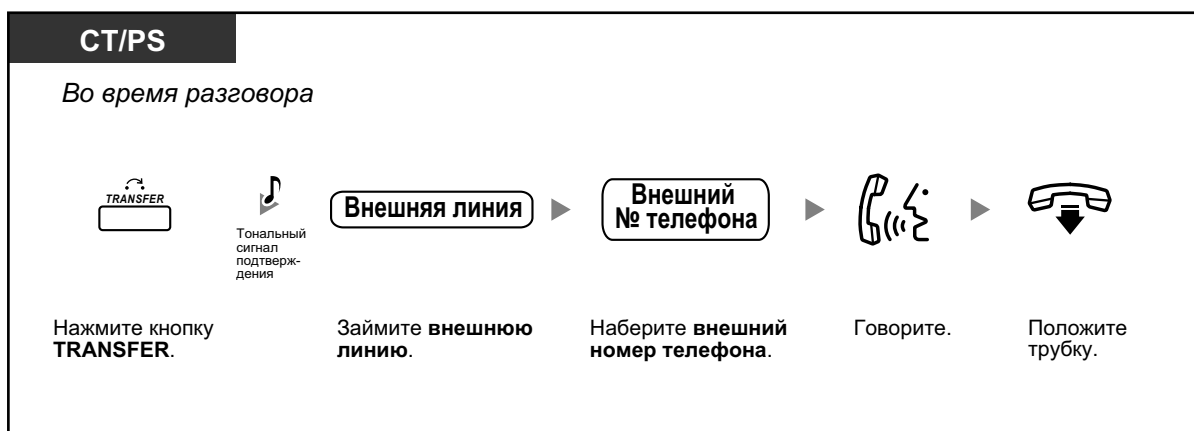 CT/PS
Во время разговора
TRANSFER
Тональный
сигнал
подтверж-
дения
Внешняя линия
Внешний
№ телефона
Нажмите кнопку
TRANSFER.
Займите внешнюю
линию.
Наберите внешний
номер телефона.
Говорите.
Положите
трубку.